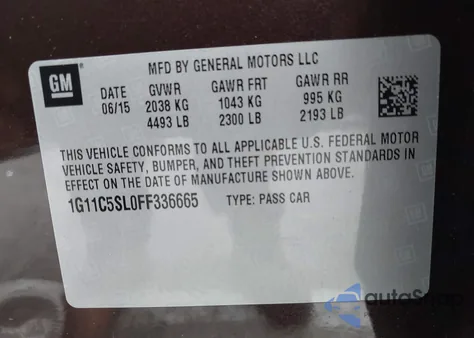 GM
MFD BY GENERAL MOTORS LLC
DATE GVWR GAWR FRT GAWR RR
06/15 2038 KG 1043 KG 995 KG
4493 LB 2300 LB 2193 LB
THIS VEHICLE CONFORMS TO ALL APPLICABLE U.S. FEDERAL MOTOR
VEHICLE SAFETY, BUMPER, AND THEFT PREVENTION STANDARDS IN
EFFECT ON THE DATE OF MANUFACTURE SHOWN ABOVE.
1G11C5SL0FF336665 TYPE: PASS CAR
autoSnap